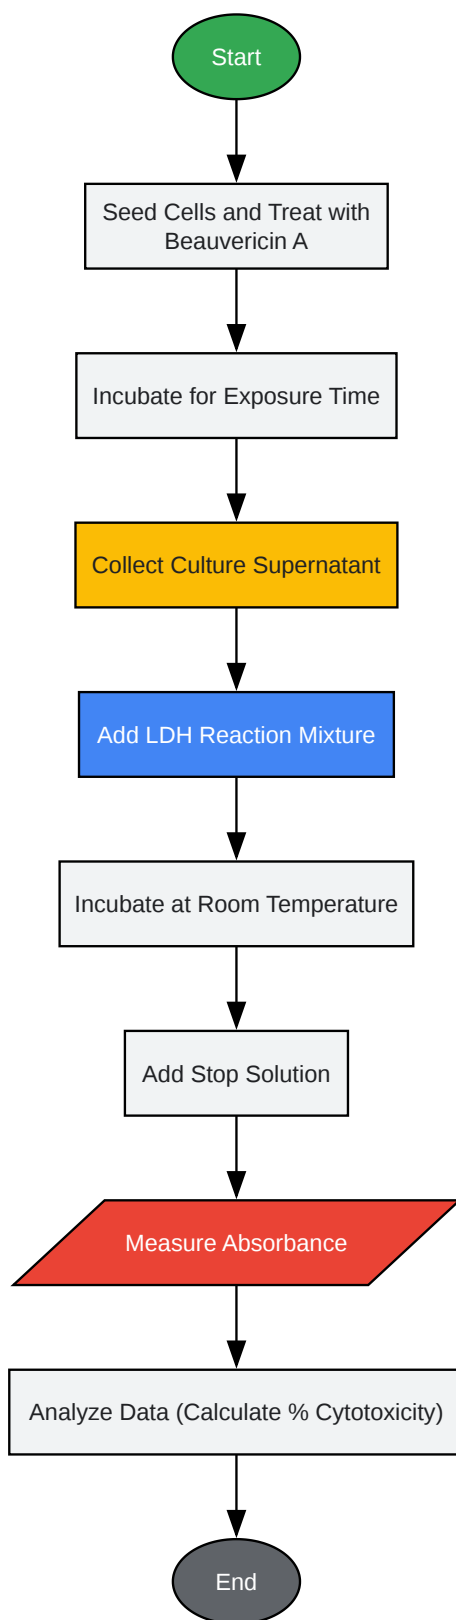 Start
Seed Cells and Treat with
Beauvericin A
Incubate for Exposure Time
Collect Culture Supernatant
Add LDH Reaction Mixture
Incubate at Room Temperature
Add Stop Solution
Measure Absorbance
Analyze Data (Calculate % Cytotoxicity)
End